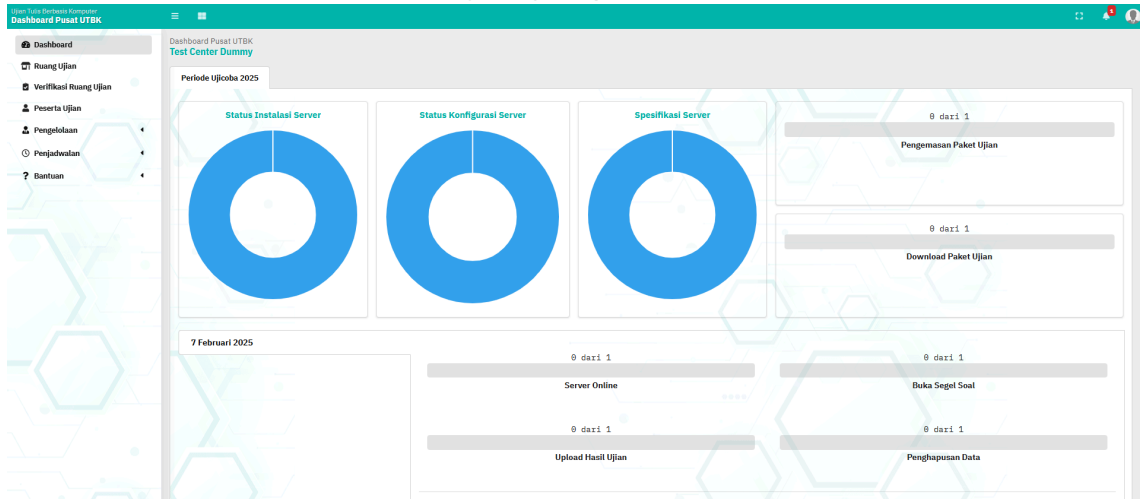 Ujian Tulis Berbasis Komputer
Dashboard Pusat UTBK
1
Dashboard
Ruang Ujian
Verifikasi Ruang Ujian
Peserta Ujian
Pengelolaan
Penjadwalan
Bantuan
Dashboard Pusat UTBK
Test Center Dummy
Periode Ujicoba 2025
Status Instalasi Server
Status Konfigurasi Server
Spesifikasi Server
0 dari 1
Pengemasan Paket Ujian
0 dari 1
Download Paket Ujian
7 Februari 2025
0 dari 1
Server Online
0 dari 1
Buka Segel Soal
0 dari 1
Upload Hasil Ujian
0 dari 1
Penghapusan Data